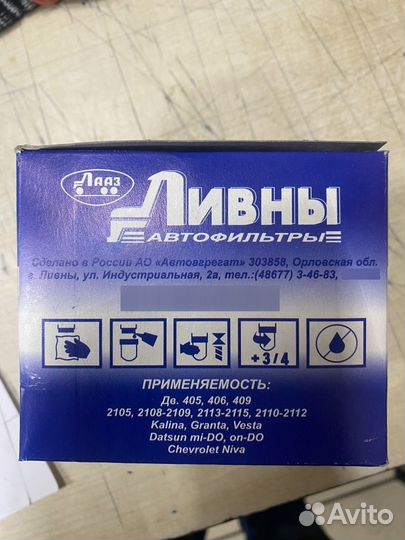 ЛААЗ
ЛИВНЫ
АВТОФИЛЬТРЫ
Сделано в России АО «Автоагрегат» 303858, Орловская обл.
г. Ливны, ул. Индустриальная, 2а, тел.:(48677) 3-46-83,
+3/4
ПРИМЕНЯЕМОСТЬ:
Дв. 405, 406, 409
2105, 2108-2109, 2113-2115, 2110-2112
Kalina, Granta, Vesta
Datsun mi-DO, on-DO
Chevrolet Niva
Avito